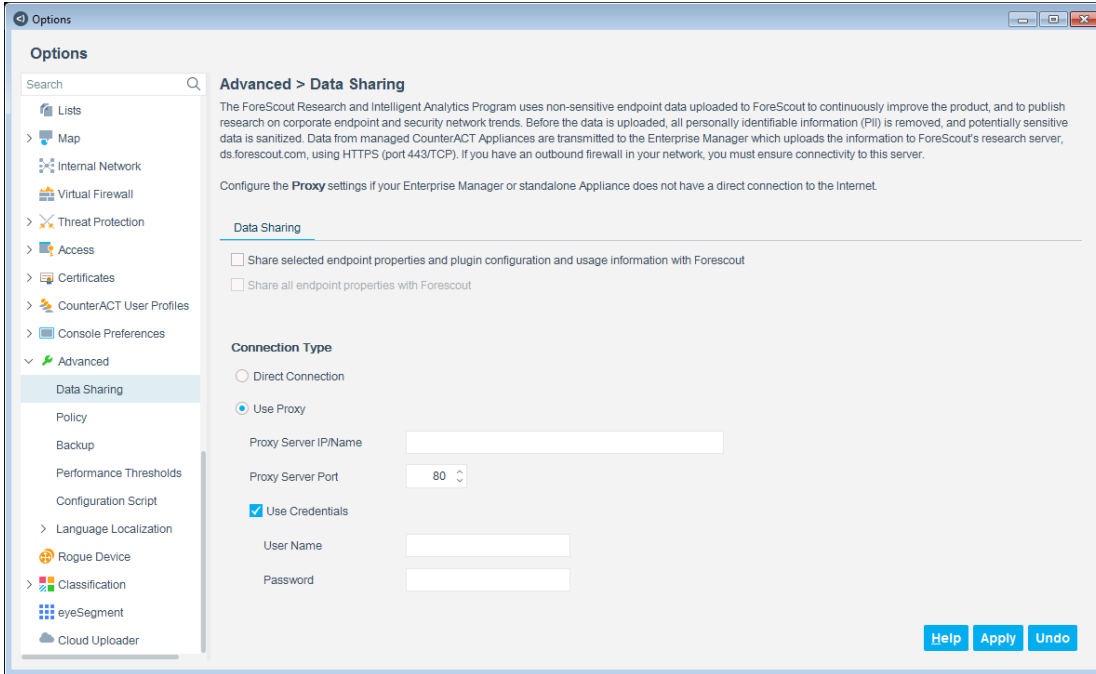 Options
Options
Search
Lists
Map
Internal Network
Virtual Firewall
Threat Protection
Access
Certificates
CounterACT User Profiles
Console Preferences
Advanced
Data Sharing
Policy
Backup
Performance Thresholds
Configuration Script
Language Localization
Rogue Device
Classification
eyeSegment
Cloud Uploader
Advanced > Data Sharing
The ForeScout Research and Intelligent Analytics Program uses non-sensitive endpoint data uploaded to ForeScout to continuously improve the product, and to publish
research on corporate endpoint and security network trends. Before the data is uploaded, all personally identifiable information (PII) is removed, and potentially sensitive
data is sanitized. Data from managed CounterACT Appliances are transmitted to the Enterprise Manager which uploads the information to ForeScout's research server,
ds.forescout.com, using HTTPS (port 443/TCP). If you have an outbound firewall in your network, you must ensure connectivity to this server.
Configure the Proxy settings if your Enterprise Manager or standalone Appliance does not have a direct connection to the Internet.
Data Sharing
Share selected endpoint properties and plugin configuration and usage information with Forescout
Share all endpoint properties with Forescout
Connection Type
Direct Connection
Use Proxy
Proxy Server IP/Name
Proxy Server Port 80
Use Credentials
User Name
Password
Help Apply Undo